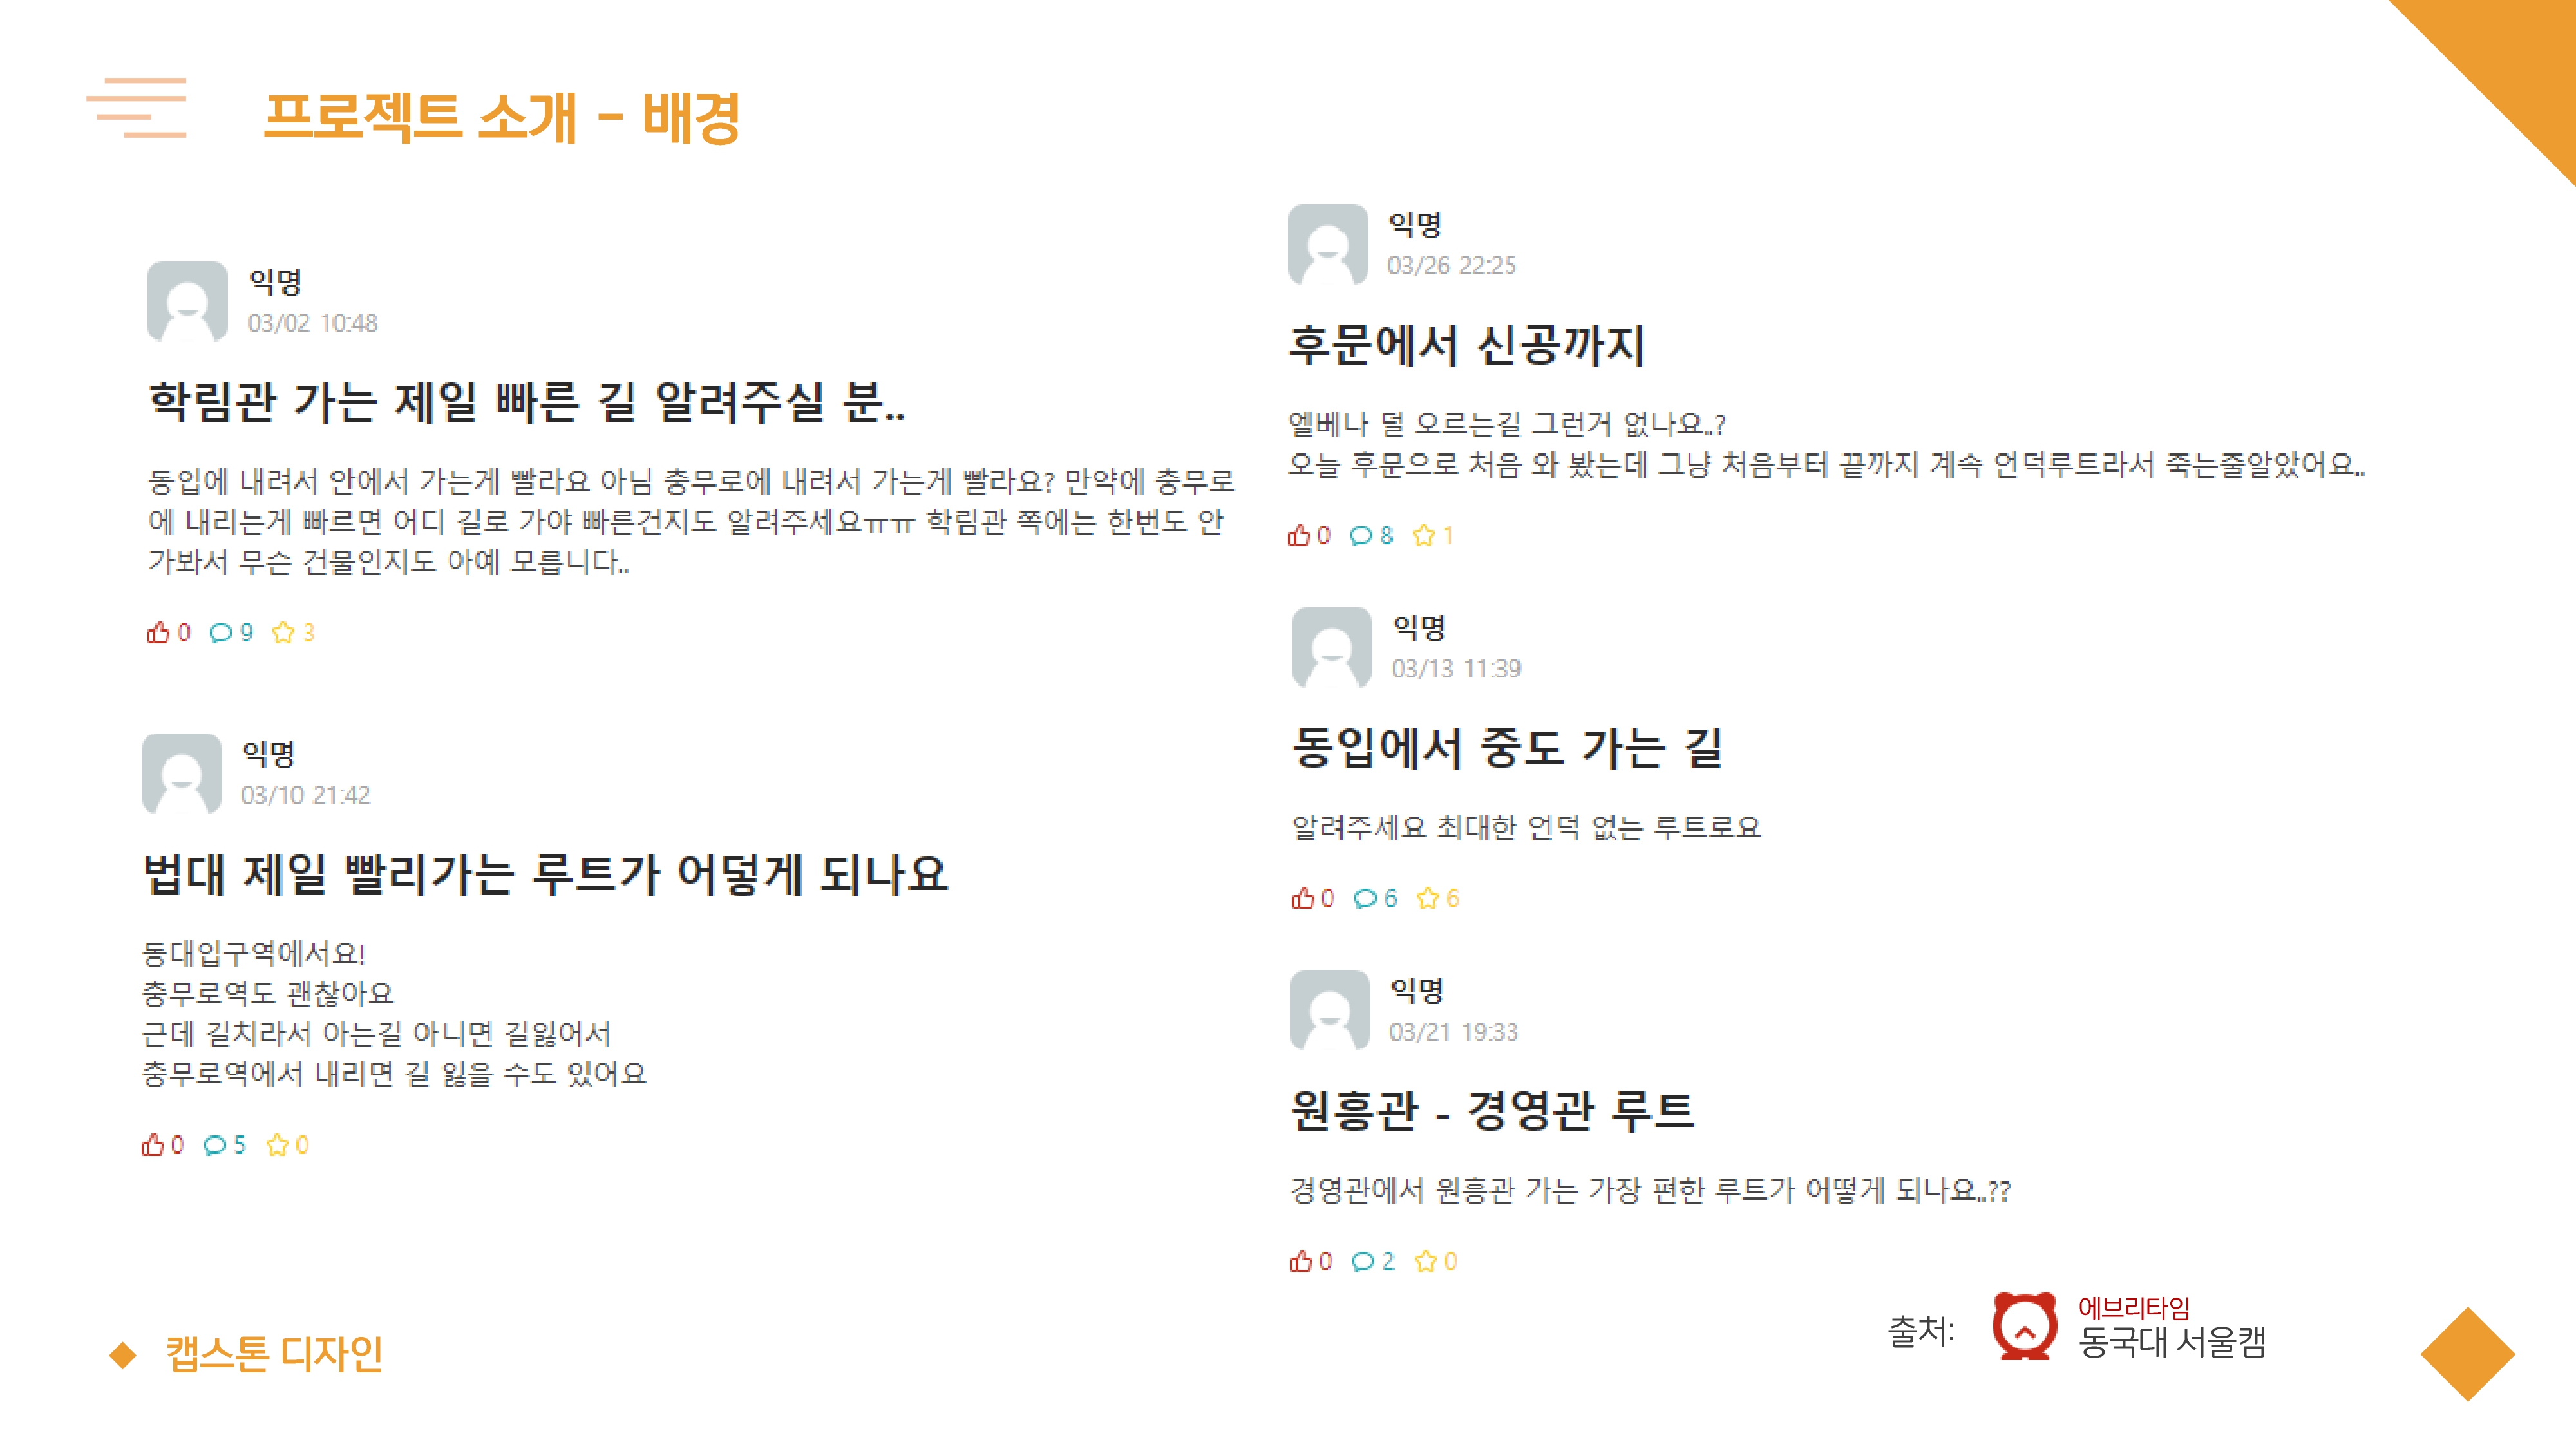 프로젝트 소개 - 배경
익명
03/02 10:48
학림관 가는 제일 빠른 길 알려주실 분..
동입에 내려서 안에서 가는게 빨라요 아님 충무로에 내려서 가는게 빨라요? 만약에 충무로
에 내리는게 빠르면 어디 길로 가야 빠른건지도 알려주세요ㅠㅠ 학림관 쪽에는 한번도 안
가봐서 무슨 건물인지도 아예 모릅니다..
0 9 3
익명
03/10 21:42
법대 제일 빨리가는 루트가 어덯게 되나요
동대입구역에서요!
충무로역도 괜찮아요
근데 길치라서 아는길 아니면 길잃어서
충무로역에서 내리면 길 잃을 수도 있어요
0 5 0
익명
03/26 22:25
후문에서 신공까지
엘베나 덜 오르는길 그런거 없나요..?
오늘 후문으로 처음 와 봤는데 그냥 처음부터 끝까지 계속 언덕루트라서 죽는줄알았어요..
0 8 1
익명
03/13 11:39
동입에서 중도 가는 길
알려주세요 최대한 언덕 없는 루트로요
0 6 6
익명
03/21 19:33
원흥관 - 경영관 루트
경영관에서 원흥관 가는 가장 편한 루트가 어떻게 되나요..??
0 2 0
출처:
에브리타임
동국대 서울캠
캡스톤 디자인